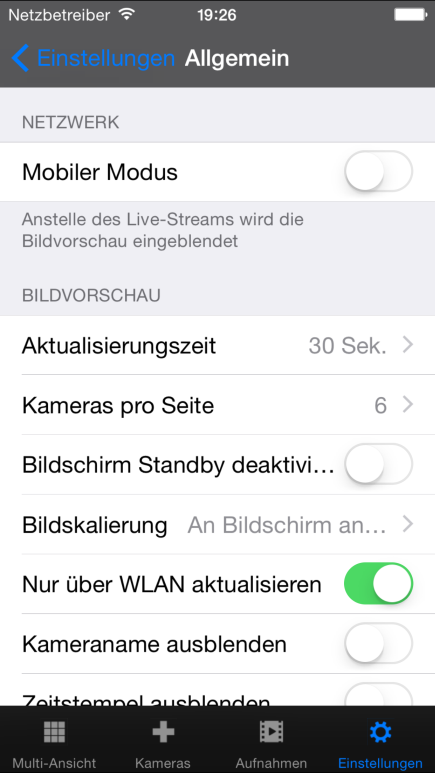 Netzbetreiber 19:26
Einstellungen Allgemein
NETZWERK
Mobiler Modus
Anstelle des Live-Streams wird die
Bildvorschau eingeblendet
BILDVORSCHAU
Aktualisierungszeit 30 Sek.
Kameras pro Seite 6
Bildschirm Standby deaktivi...
Bildskalierung An Bildschirm an...
Nur über WLAN aktualisieren
Kameraname ausblenden
Zeitstempel ausblenden
Multi-Ansicht Kameras Aufnahmen Einstellungen